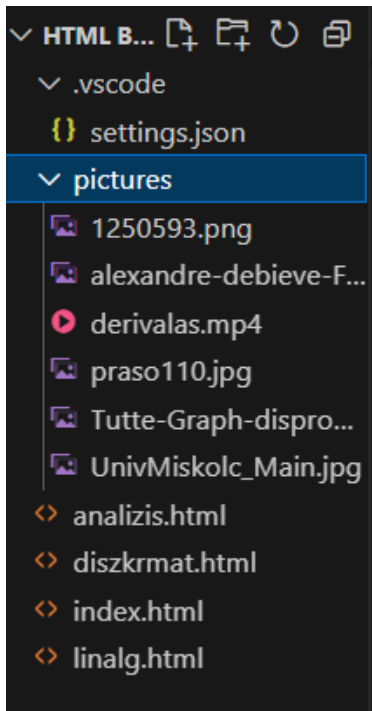 HTML B...
.vscode
{} settings.json
pictures
1250593.png
alexandre-debieve-F...
derivalas.mp4
praso110.jpg
Tutte-Graph-dispro...
UnivMiskolc_Main.jpg
<> analizis.html
<> diszkrmat.html
<> index.html
<> linalg.html